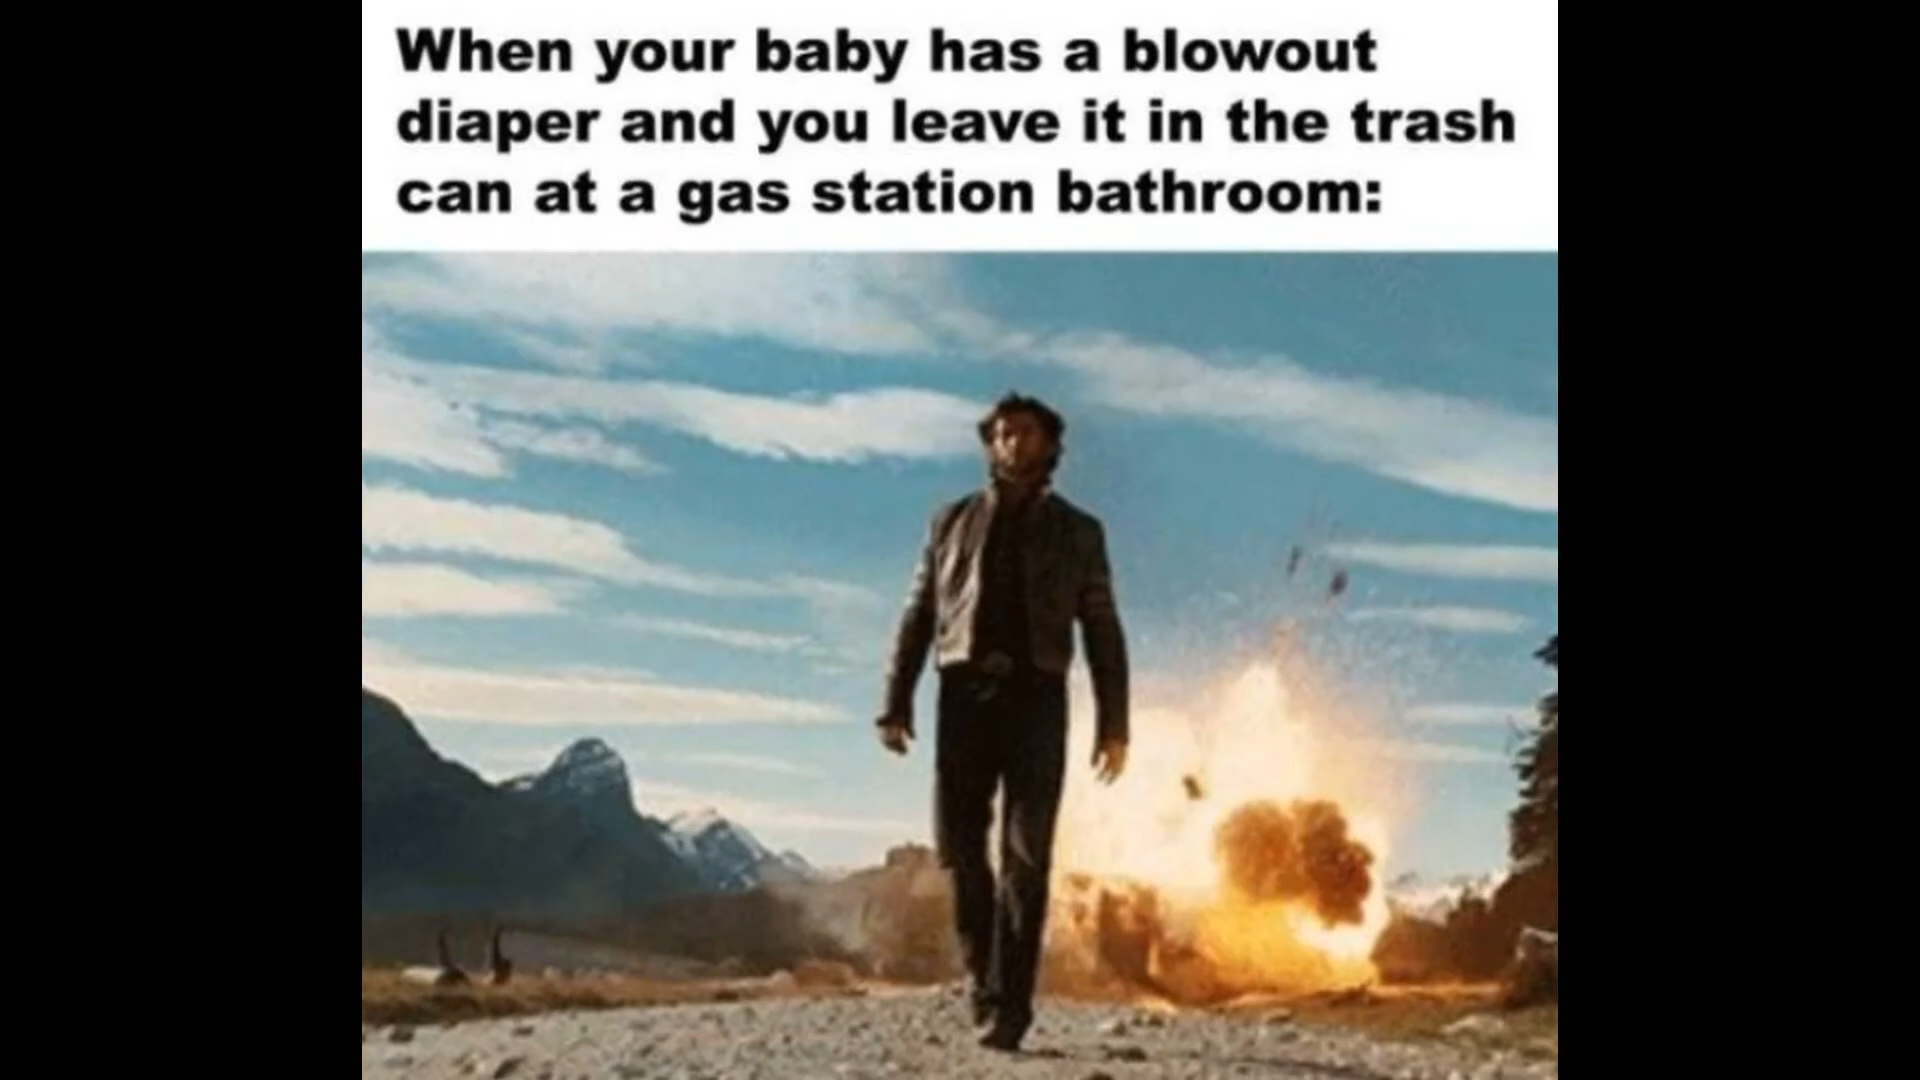 When your baby has a blowout
diaper and you leave it in the trash
can at a gas station bathroom: